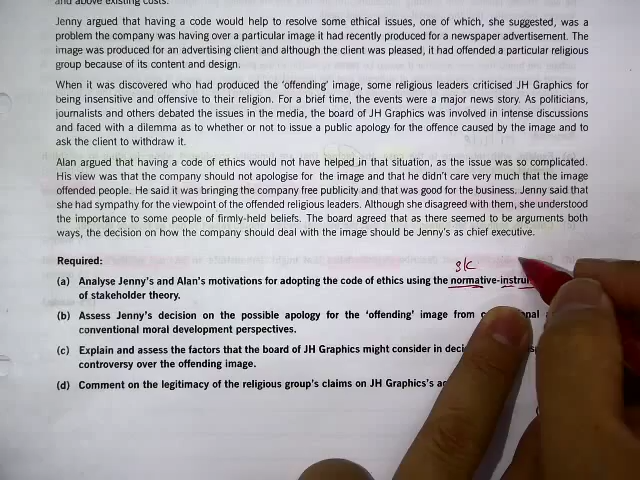 and above existing costs.
Jenny argued that having a code would help to resolve some ethical issues, one of which, she suggested, was a
problem the company was having over a particular image it had recently produced for a newspaper advertisement. The
image was produced for an advertising client and although the client was pleased, it had offended a particular religious
group because of its content and design.
When it was discovered who had produced the 'offending' image, some religious leaders criticised JH Graphics for
being insensitive and offensive to their religion. For a brief time, the events were a major news story. As politicians,
journalists and others debated the issues in the media, the board of JH Graphics was involved in intense discussions
and faced with a dilemma as to whether or not to issue a public apology for the offence caused by the image and to
ask the client to withdraw it.
Alan argued that having a code of ethics would not have helped in that situation, as the issue was so complicated.
His view was that the company should not apologise for the image and that he didn't care very much that the image
offended people. He said it was bringing the company free publicity and that was good for the business. Jenny said that
she had sympathy for the viewpoint of the offended religious leaders. Although she disagreed with them, she understood
the importance to some people of firmly-held beliefs. The board agreed that as there seemed to be arguments both
ways, the decision on how the company should deal with the image should be Jenny's as chief executive.
Required:
(a) Analyse Jenny's and Alan's motivations for adopting the code of ethics using the normative-
of stakeholder theory.
(b) Assess Jenny's decision on the possible apology for the 'offending' image from
conventional moral development perspectives.
(c) Explain and assess the factors that the board of JH Graphics might consider in
controversy over the offending image.
(d) Comment on the legitimacy of the religious group's claims on JH Graphics's